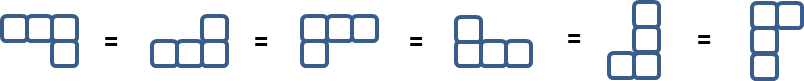 = = = = =